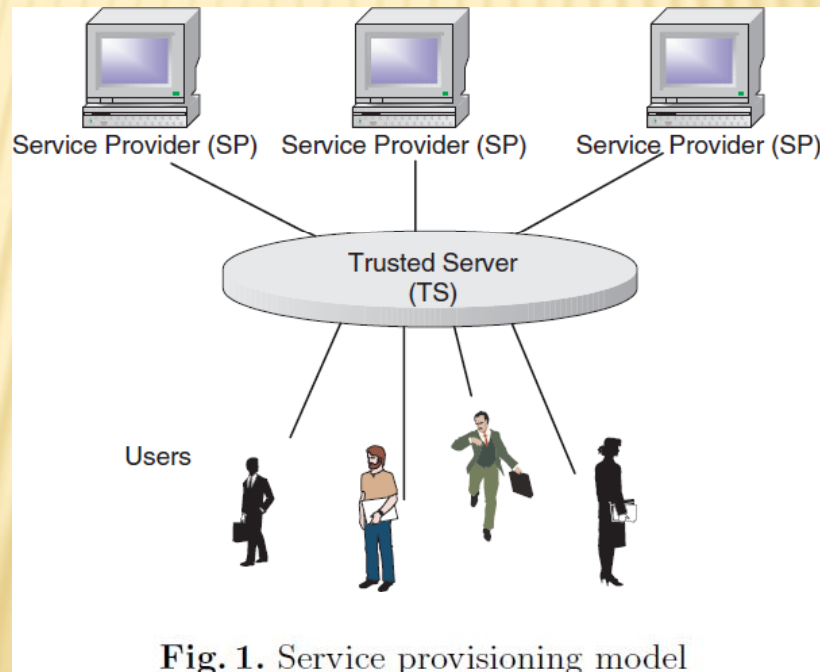 Service Provider (SP) Service Provider (SP) Service Provider (SP)
Trusted Server
(TS)
Users
Fig. 1. Service provisioning model